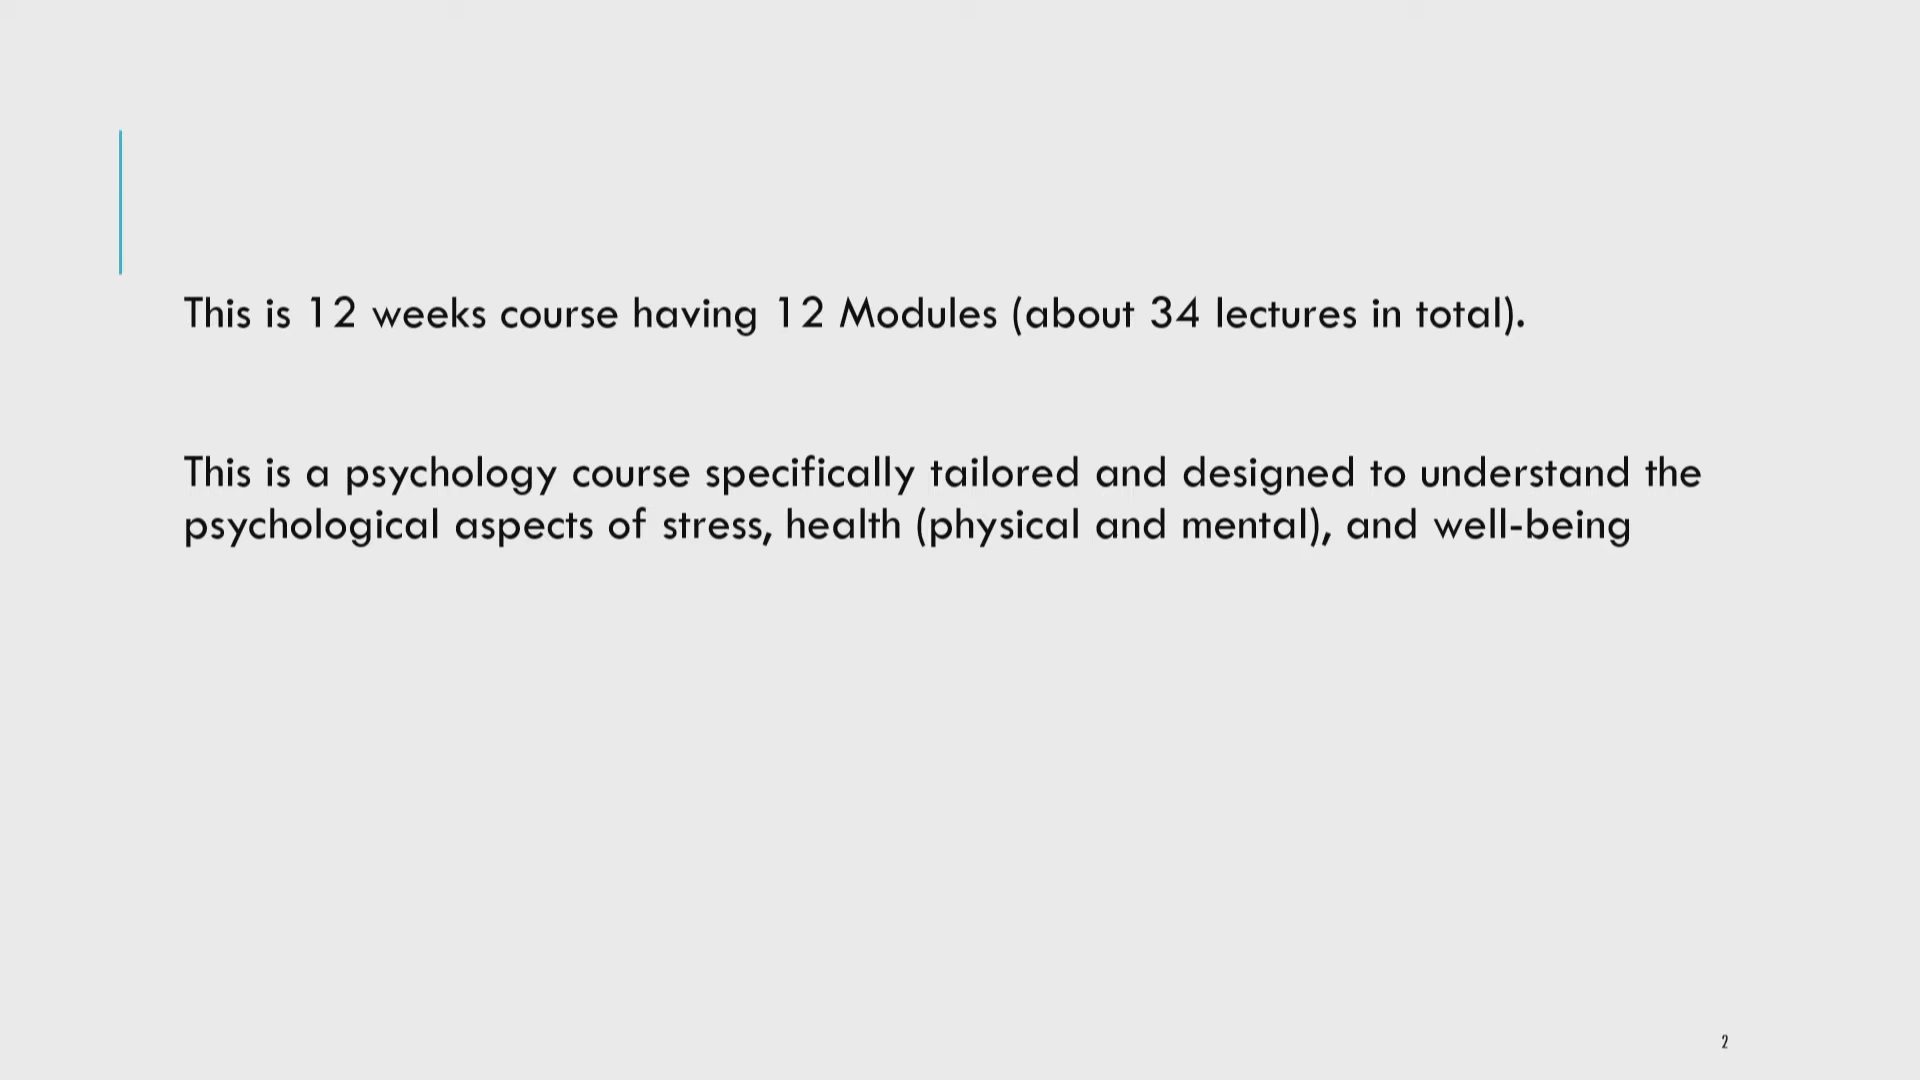 This is 12 weeks course having 12 Modules (about 34 lectures in total).
This is a psychology course specifically tailored and designed to understand the
psychological aspects of stress, health (physical and mental), and well-being
2